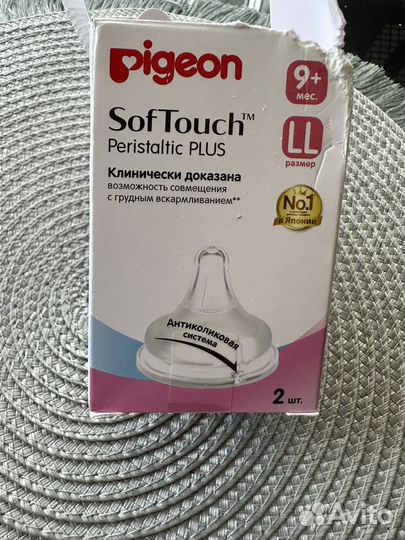 pigeon
9+
мес.
SofTouch™
Peristaltic PLUS
LL
размер
Клинически доказана
возможность совмещения
с грудным вскармливанием**
No.1
в Японии
Антиколиковая
система
2 шт.
Avito